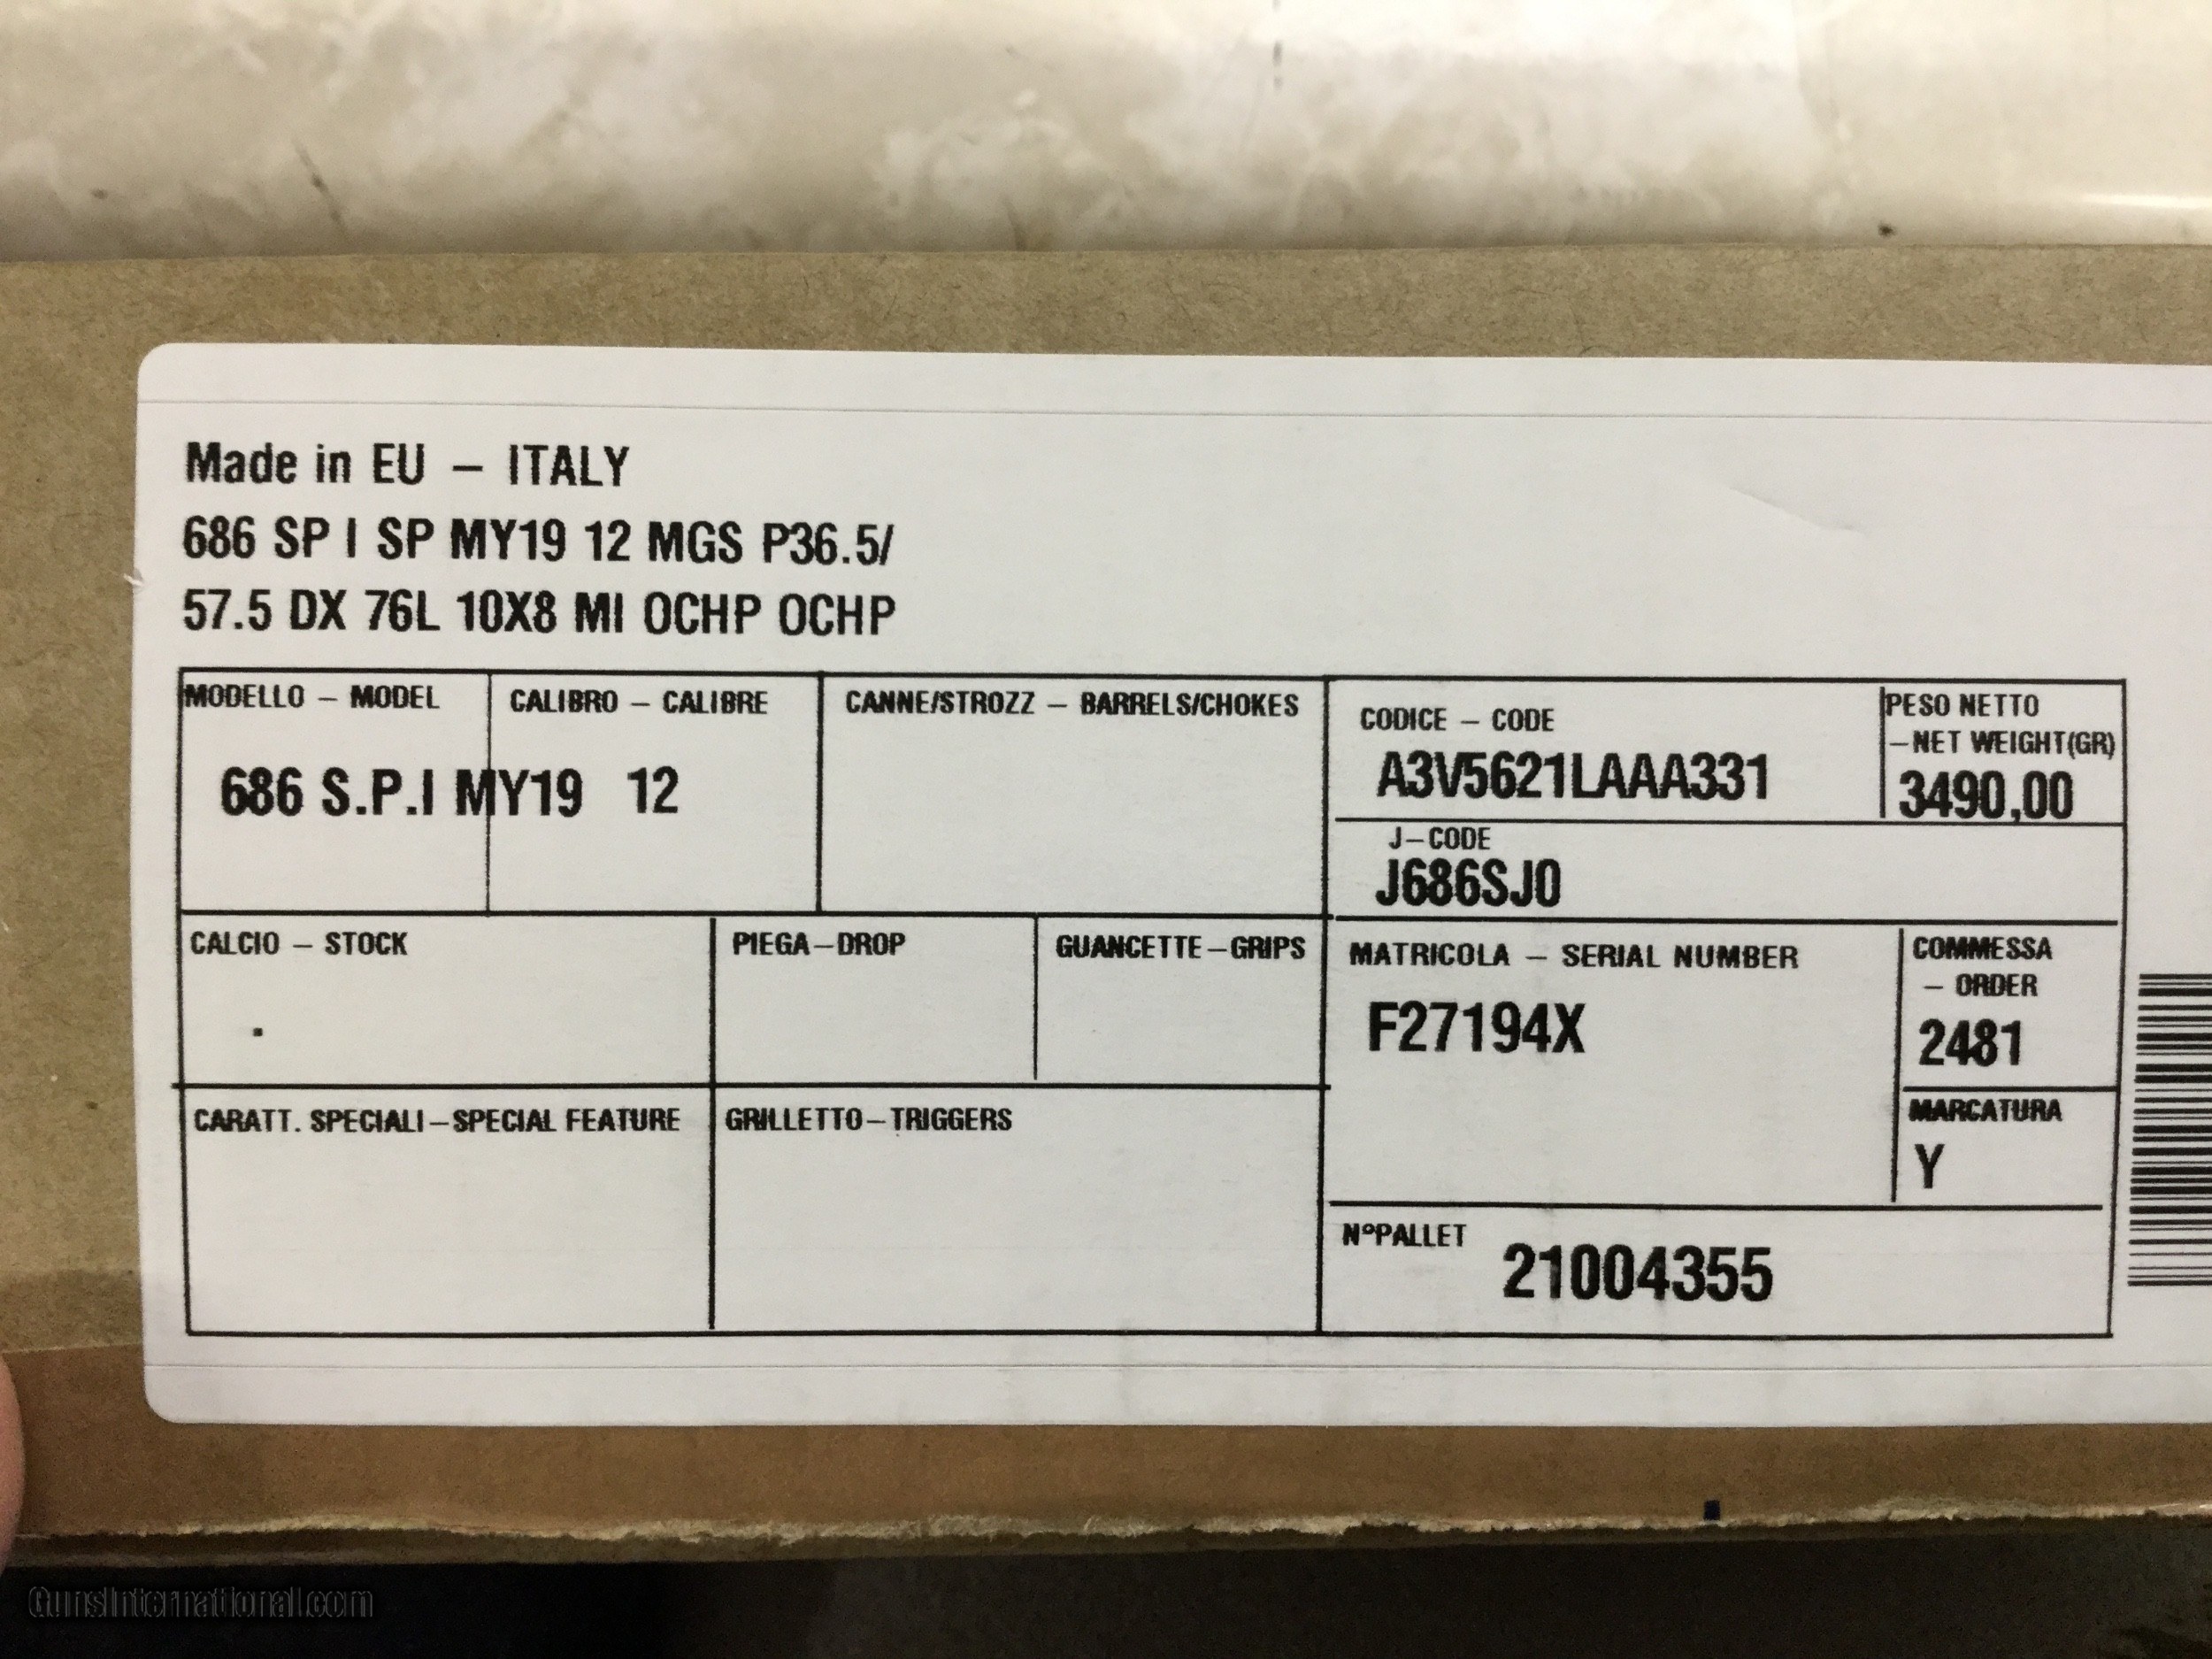 Made in EU – ITALY
686 SP I SP MY19 12 MGS P36.5/
57.5 DX 76L 10X8 MI OCHP OCHP
MODELLO – MODEL
686 S.P.I MY19
CALIBRO – CALIBRE
12
CANNE/STROZZ – BARRELS/CHOKES
CODICE – CODE
A3V5621LAAA331
PESO NETTO
–NET WEIGHT(GR)
3490,00
J–CODE
J686SJ0
CALCIO – STOCK
.
PIEGA–DROP
GUANCETTE–GRIPS
MATRICOLA – SERIAL NUMBER
F27194X
COMMESSA
– ORDER
2481
CARATT. SPECIALI–SPECIAL FEATURE
GRILLETTO–TRIGGERS
MARCATURA
Y
N°PALLET
21004355
GunsInternational.com